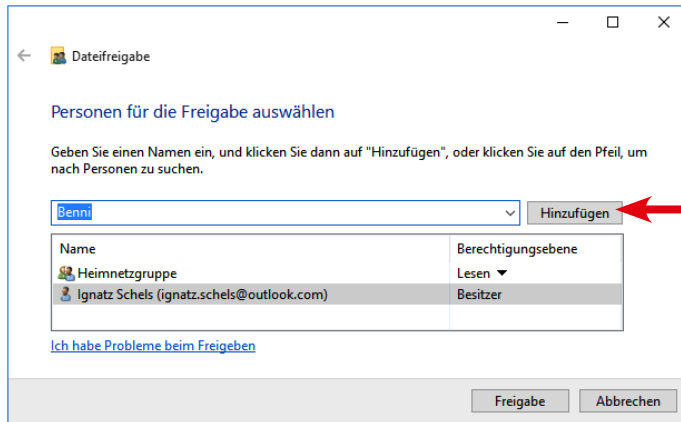 Dateifreigabe
Personen für die Freigabe auswählen
Geben Sie einen Namen ein, und klicken Sie dann auf "Hinzufügen", oder klicken Sie auf den Pfeil, um
nach Personen zu suchen.
Benni Hinzufügen
Name Berechtigungsebene
Heimnetzgruppe Lesen
Ignatz Schels (ignatz.schels@outlook.com) Besitzer
Ich habe Probleme beim Freigeben
Freigabe Abbrechen